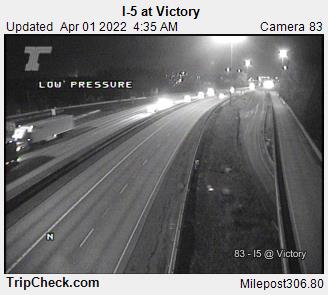 I-5 at Victory
Updated Apr 01 2022 4:35 AM Camera 83
T
LOW PRESSURE
N
83 - I5 @ Victory
TripCheck.com Milepost306.80